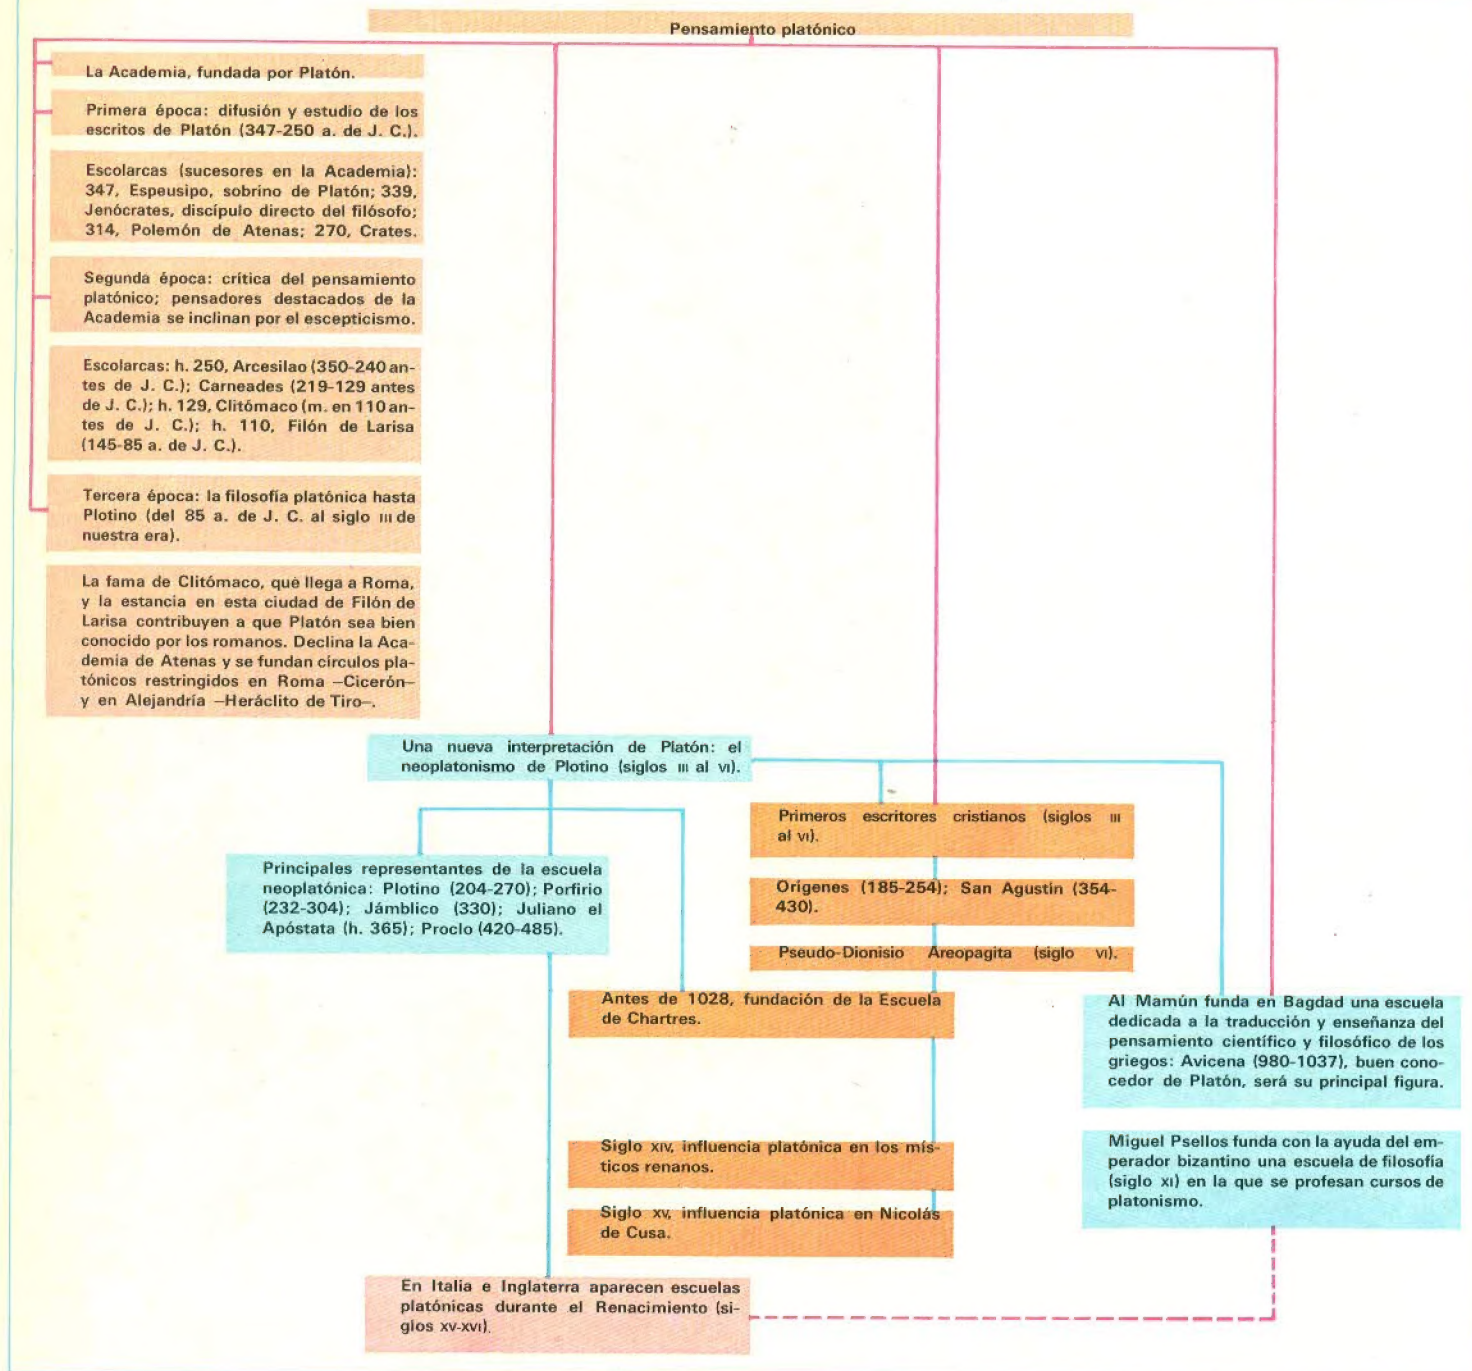 Pensamiento platónico
La Academia, fundada por Platón.
Primera época: difusión y estudio de los
escritos de Platón (347-250 a. de J. C.).
Escolarcas (sucesores en la Academia):
347, Espeusipo, sobrino de Platón; 339,
Jenócrates, discípulo directo del filósofo;
314, Polemón de Atenas; 270, Crates.
Segunda época: crítica del pensamiento
platónico; pensadores destacados de la
Academia se inclinan por el escepticismo.
Escolarcas: h. 250, Arcesilao (350-240 an-
tes de J. C.); Carneades (219-129 antes
de J. C.); h. 129, Clitómaco (m. en 110 an-
tes de J. C.); h. 110, Filón de Larisa
(145-85 a. de J. C.).
Tercera época: la filosofía platónica hasta
Plotino (del 85 a. de J. C. al siglo III de
nuestra era).
La fama de Clitómaco, que llega a Roma,
y la estancia en esta ciudad de Filón de
Larisa contribuyen a que Platón sea bien
conocido por los romanos. Declina la Aca-
demia de Atenas y se fundan círculos pla-
tónicos restringidos en Roma –Cicerón–
y en Alejandría –Heráclito de Tiro–.
Una nueva interpretación de Platón: el
neoplatonismo de Plotino (siglos III al VI).
Primeros escritores cristianos (siglos III
al VI).
Principales representantes de la escuela
neoplatónica: Plotino (204-270); Porfirio
(232-304); Jámblico (330); Juliano el
Apóstata (h. 365); Proclo (420-485).
Orígenes (185-254); San Agustín (354-
430).
Pseudo-Dionisio Areopagita (siglo VI).
Antes de 1028, fundación de la Escuela
de Chartres.
Al Mamún funda en Bagdad una escuela
dedicada a la traducción y enseñanza del
pensamiento científico y filosófico de los
griegos: Avicena (980-1037), buen cono-
cedor de Platón, será su principal figura.
Siglo XIV, influencia platónica en los mís-
ticos renanos.
Miguel Psellos funda con la ayuda del em-
perador bizantino una escuela de filosofía
(siglo XI) en la que se profesan cursos de
platonismo.
Siglo XV, influencia platónica en Nicolás
de Cusa.
En Italia e Inglaterra aparecen escuelas
platónicas durante el Renacimiento (si-
glos XV-XVI).